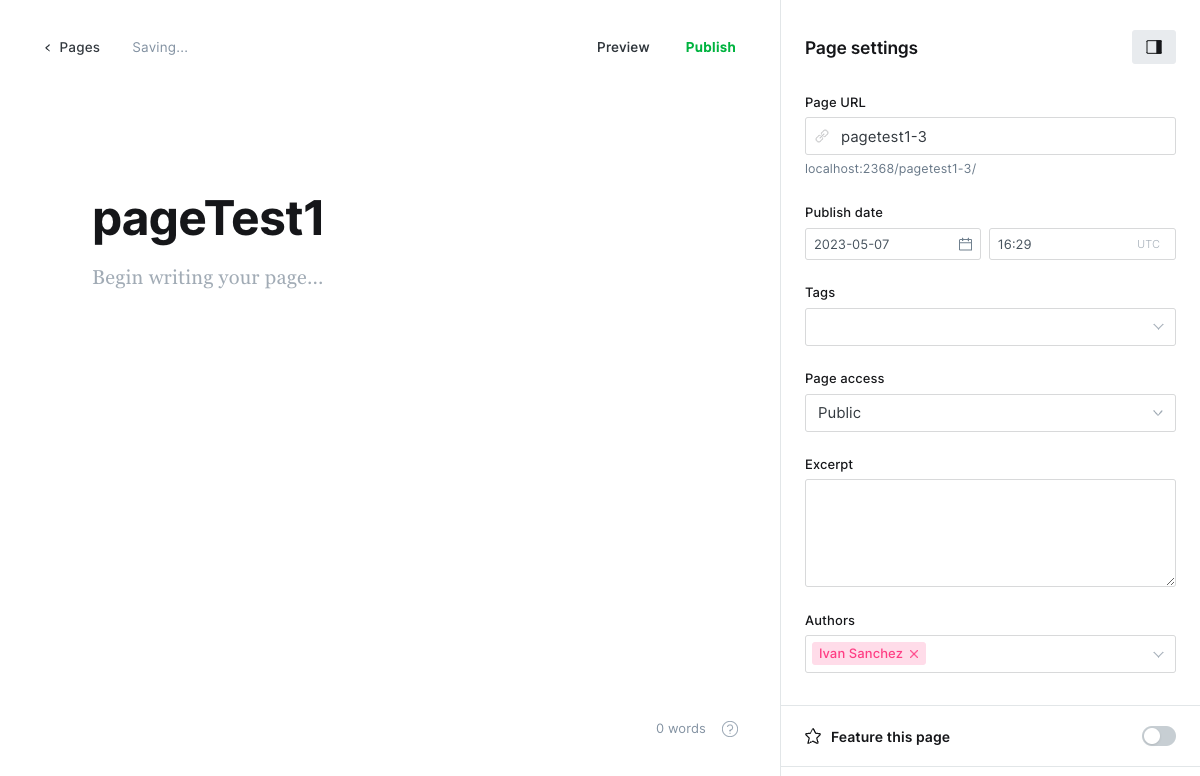 Pages Saving... Preview Publish
pageTest1
Begin writing your page...
0 words ?
Page settings
Page URL
pagetest1-3
localhost:2368/pagetest1-3/
Publish date
2023-05-07 16:29 UTC
Tags
Page access
Public
Excerpt
Authors
Ivan Sanchez ×
Feature this page